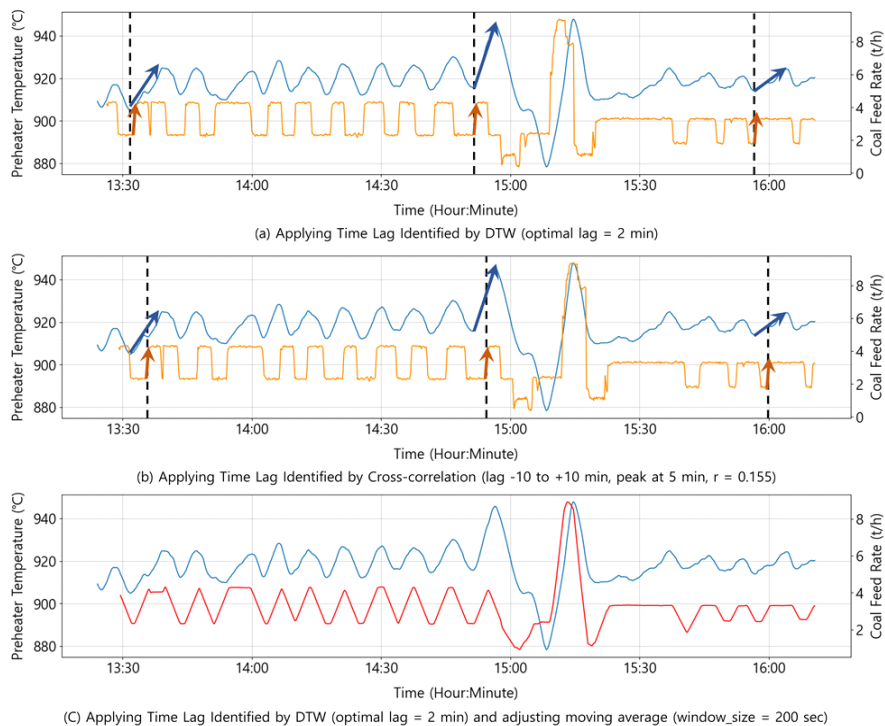 940
920
900
880
8
6
4
2
0
Preheater Temperature (℃)
Coal Feed Rate (t/h)
13:30 14:00 14:30 15:00 15:30 16:00
Time (Hour:Minute)
(a) Applying Time Lag Identified by DTW (optimal lag = 2 min)
940
920
900
880
8
6
4
2
0
Preheater Temperature (℃)
Coal Feed Rate (t/h)
13:30 14:00 14:30 15:00 15:30 16:00
Time (Hour:Minute)
(b) Applying Time Lag Identified by Cross-correlation (lag -10 to +10 min, peak at 5 min, r = 0.155)
940
920
900
880
8
6
4
2
Preheater Temperature (℃)
Coal Feed Rate (t/h)
13:30 14:00 14:30 15:00 15:30 16:00
Time (Hour:Minute)
(C) Applying Time Lag Identified by DTW (optimal lag = 2 min) and adjusting moving average (window_size = 200 sec)